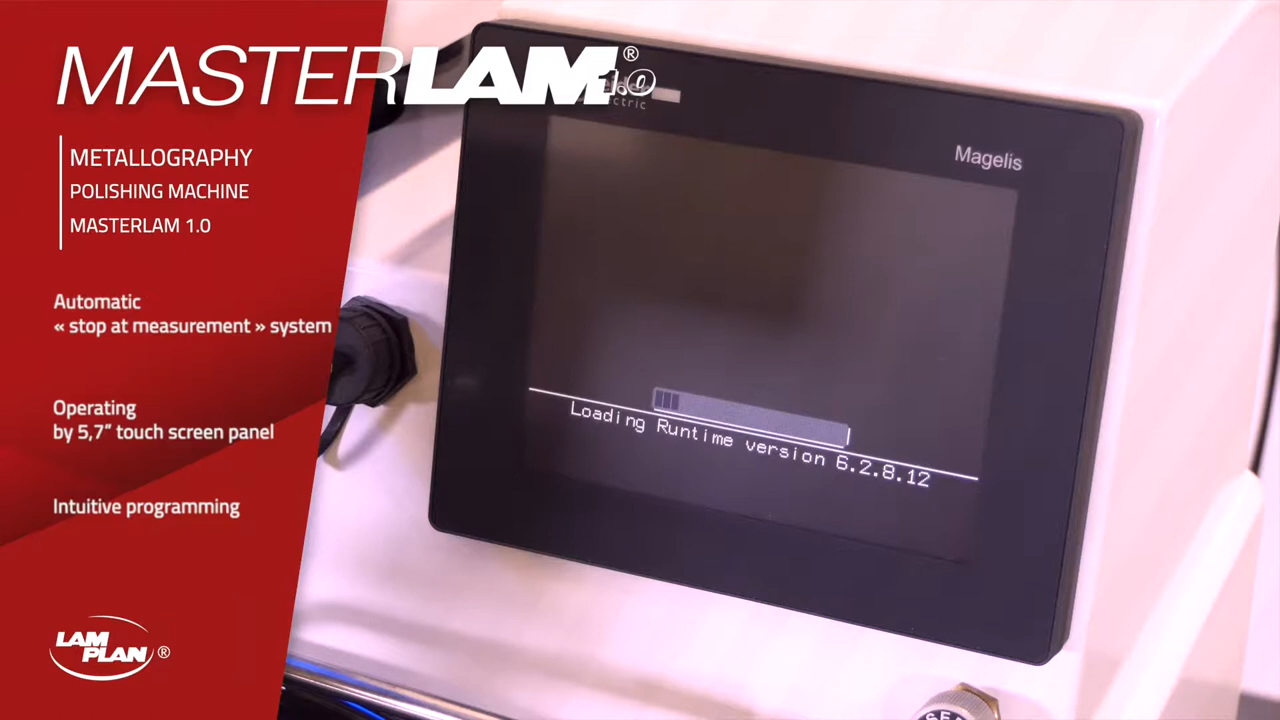 MASTERLAM®
1.0
METALLOGRAPHY
POLISHING MACHINE
MASTERLAM 1.0
Automatic
« stop at measurement » system
Operating
by 5,7” touch screen panel
Intuitive programming
LAM
PLAN®
Magelis
Loading Runtime version 6.2.8.12